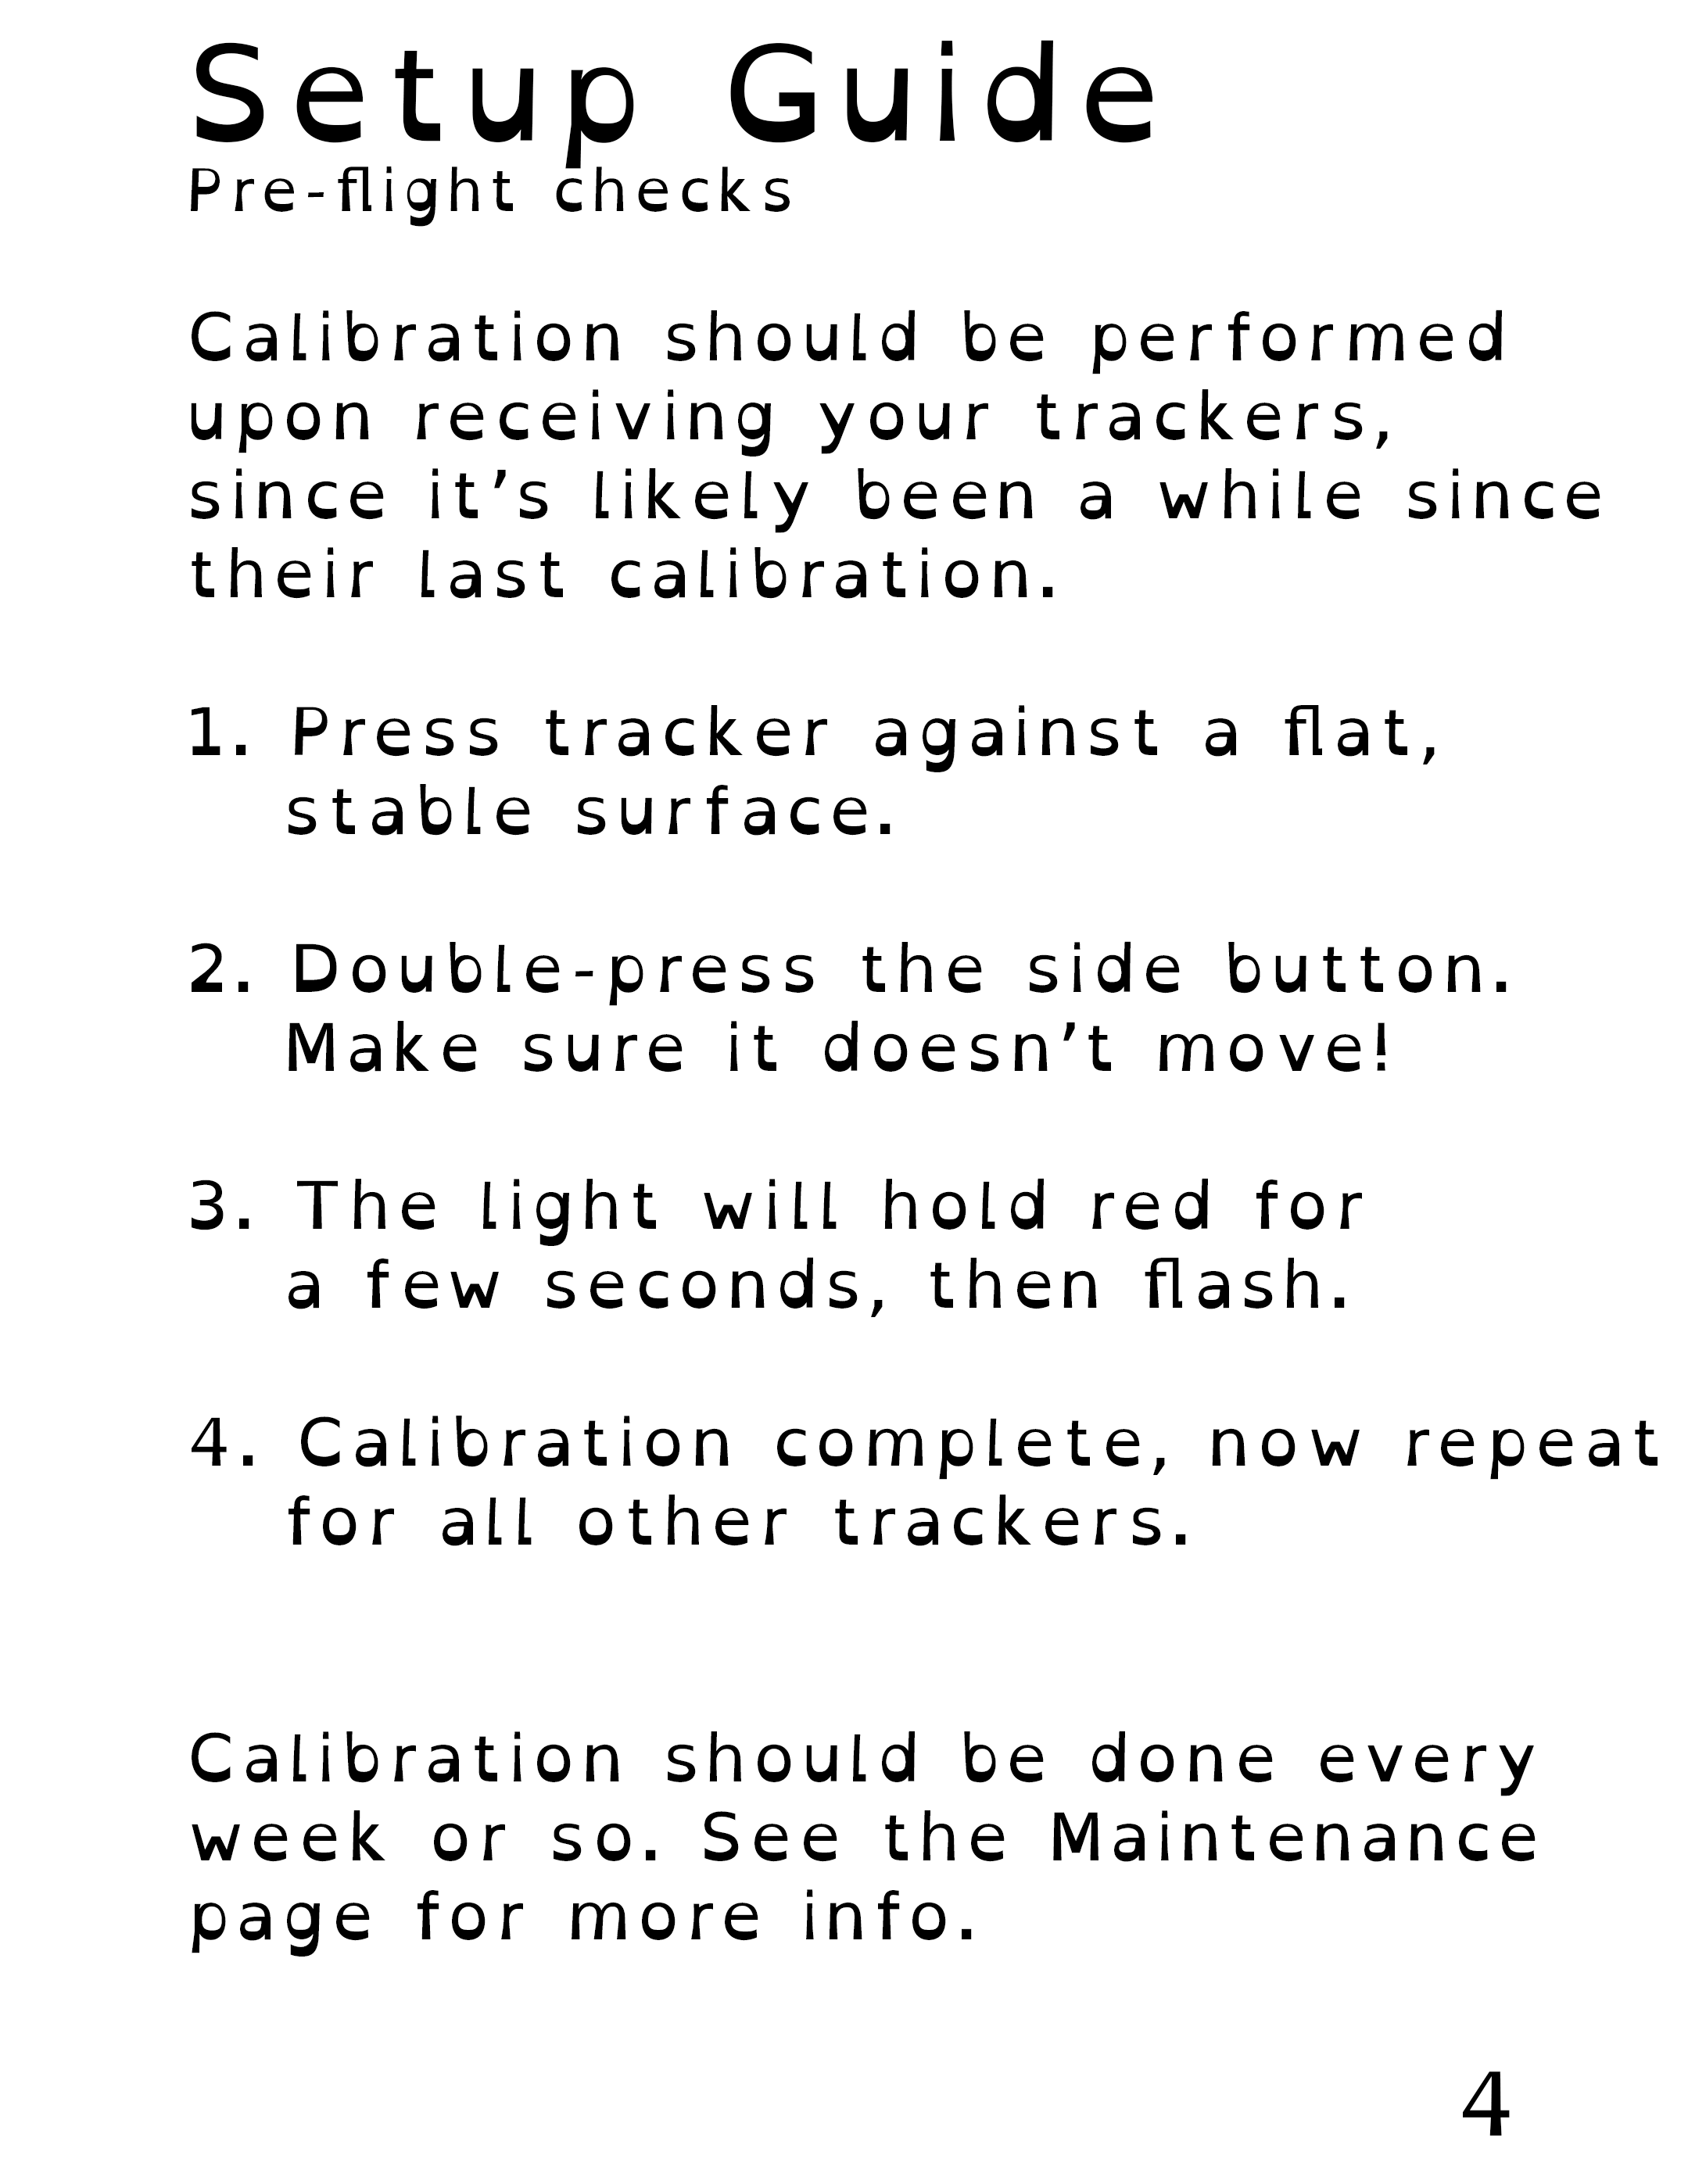 Setup Guide
Pre-flight checks
Calibration should be performed
upon receiving your trackers,
since it’s likely been a while since
their last calibration.
1. Press tracker against a flat,
stable surface.
2. Double-press the side button.
Make sure it doesn’t move!
3. The light will hold red for
a few seconds, then flash.
4. Calibration complete, now repeat
for all other trackers.
Calibration should be done every
week or so. See the Maintenance
page for more info.
4